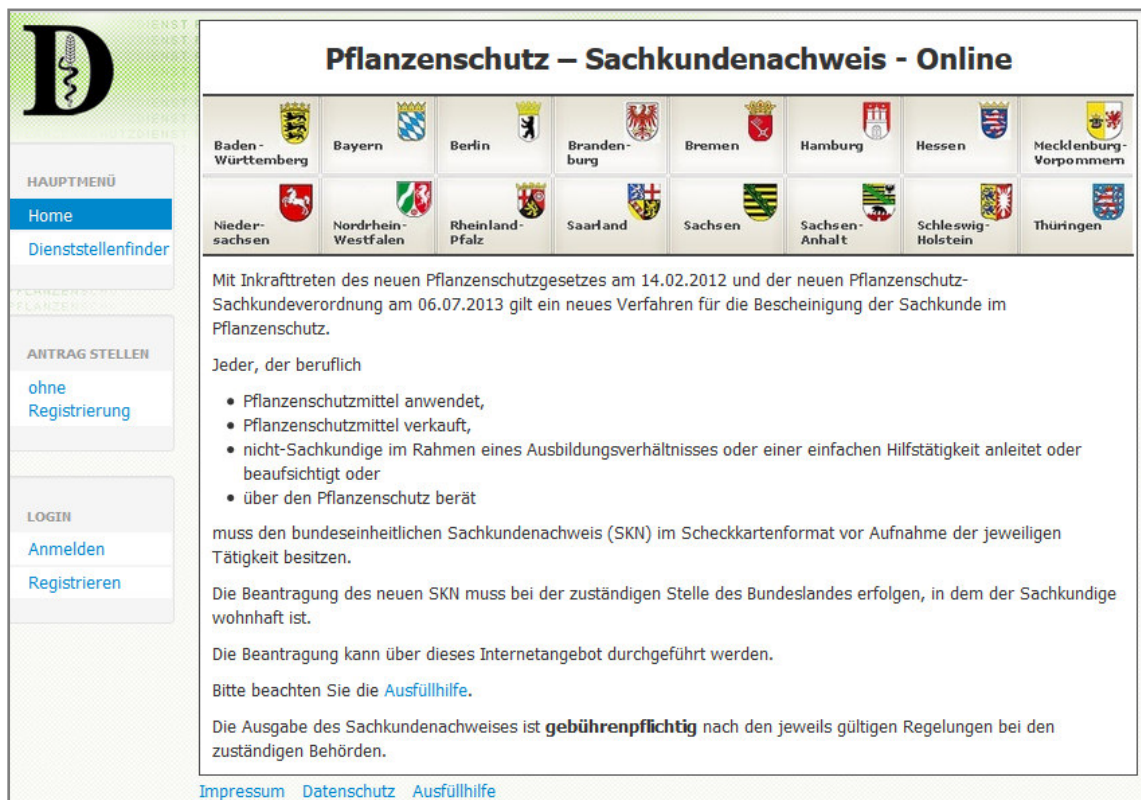 D
Pflanzenschutz – Sachkundenachweis - Online
Baden-
Württemberg
Bayern
Berlin
Branden-
burg
Bremen
Hamburg
Hessen
Mecklenburg-
Vorpommern
Nieder-
sachsen
Nordrhein-
Westfalen
Rheinland-
Pfalz
Saarland
Sachsen
Sachsen-
Anhalt
Schleswig-
Holstein
Thüringen
HAUPTMENÜ
Home
Dienststellenfinder
ANTRAG STELLEN
ohne
Registrierung
LOGIN
Anmelden
Registrieren
Mit Inkrafttreten des neuen Pflanzenschutzgesetzes am 14.02.2012 und der neuen Pflanzenschutz-
Sachkundeverordnung am 06.07.2013 gilt ein neues Verfahren für die Bescheinigung der Sachkunde im
Pflanzenschutz.
Jeder, der beruflich
• Pflanzenschutzmittel anwendet,
• Pflanzenschutzmittel verkauft,
• nicht-Sachkundige im Rahmen eines Ausbildungsverhältnisses oder einer einfachen Hilfstätigkeit anleitet oder
beaufsichtigt oder
• über den Pflanzenschutz berät
muss den bundeseinheitlichen Sachkundenachweis (SKN) im Scheckkartenformat vor Aufnahme der jeweiligen
Tätigkeit besitzen.
Die Beantragung des neuen SKN muss bei der zuständigen Stelle des Bundeslandes erfolgen, in dem der Sachkundige
wohnhaft ist.
Die Beantragung kann über dieses Internetangebot durchgeführt werden.
Bitte beachten Sie die Ausfüllhilfe.
Die Ausgabe des Sachkundenachweises ist gebührenpflichtig nach den jeweils gültigen Regelungen bei den
zuständigen Behörden.
Impressum Datenschutz Ausfüllhilfe